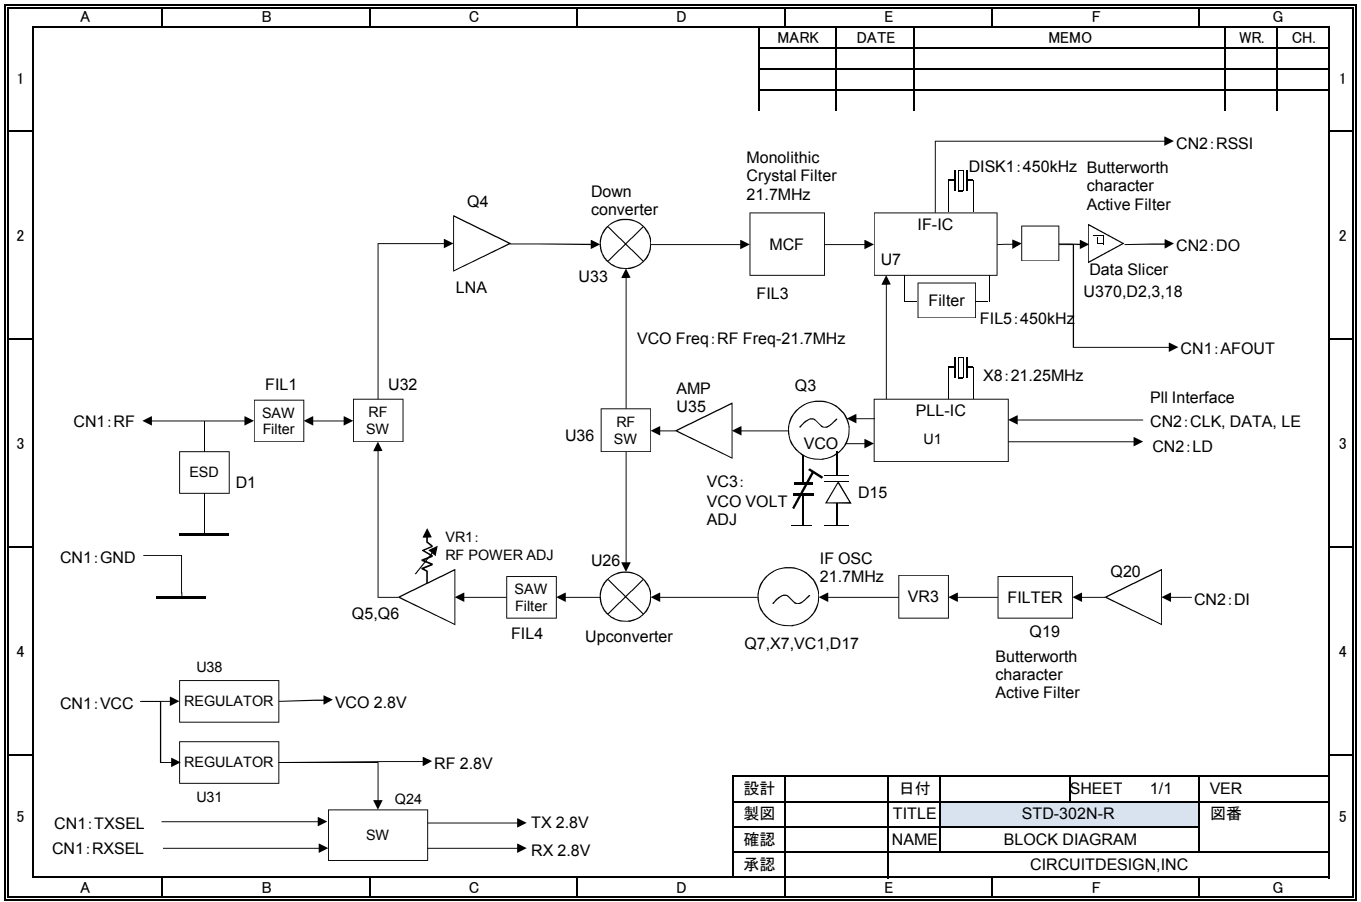 A B C D E F G
MARK DATE MEMO WR. CH.
1 1
CN2:RSSI
Monolithic
Crystal Filter
21.7MHz
DISK1:450kHz
Butterworth
character
Active Filter
Down
converter
Q4
2 2
IF-IC
MCF
U7
CN2:DO
U33
LNA
FIL3
Data Slicer
U370,D2,3,18
Filter
FIL5:450kHz
VCO Freq:RF Freq-21.7MHz
CN1:AFOUT
X8:21.25MHz
FIL1
U32
AMP
U35
Q3
Pll Interface
CN1:RF
SAW
Filter
RF
SW
U36
RF
SW
VCO
PLL-IC
U1
CN2:CLK, DATA, LE
CN2:LD
3 3
ESD
D1
VC3:
VCO VOLT
ADJ
D15
VR1:
RF POWER ADJ
CN1:GND
U26
IF OSC
21.7MHz
Q20
Q5,Q6
SAW
Filter
FIL4
Upconverter
Q7,X7,VC1,D17
VR3
FILTER
Q19
CN2:DI
Butterworth
character
Active Filter
4 4
U38
CN1:VCC
REGULATOR
VCO 2.8V
REGULATOR
RF 2.8V
U31
Q24
CN1:TXSEL
CN1:RXSEL
SW
TX 2.8V
RX 2.8V
5 5
設計 日付 SHEET 1/1 VER
製図 TITLE STD-302N-R 図番
確認 NAME BLOCK DIAGRAM
承認 CIRCUITDESIGN,INC
A B C D E F G